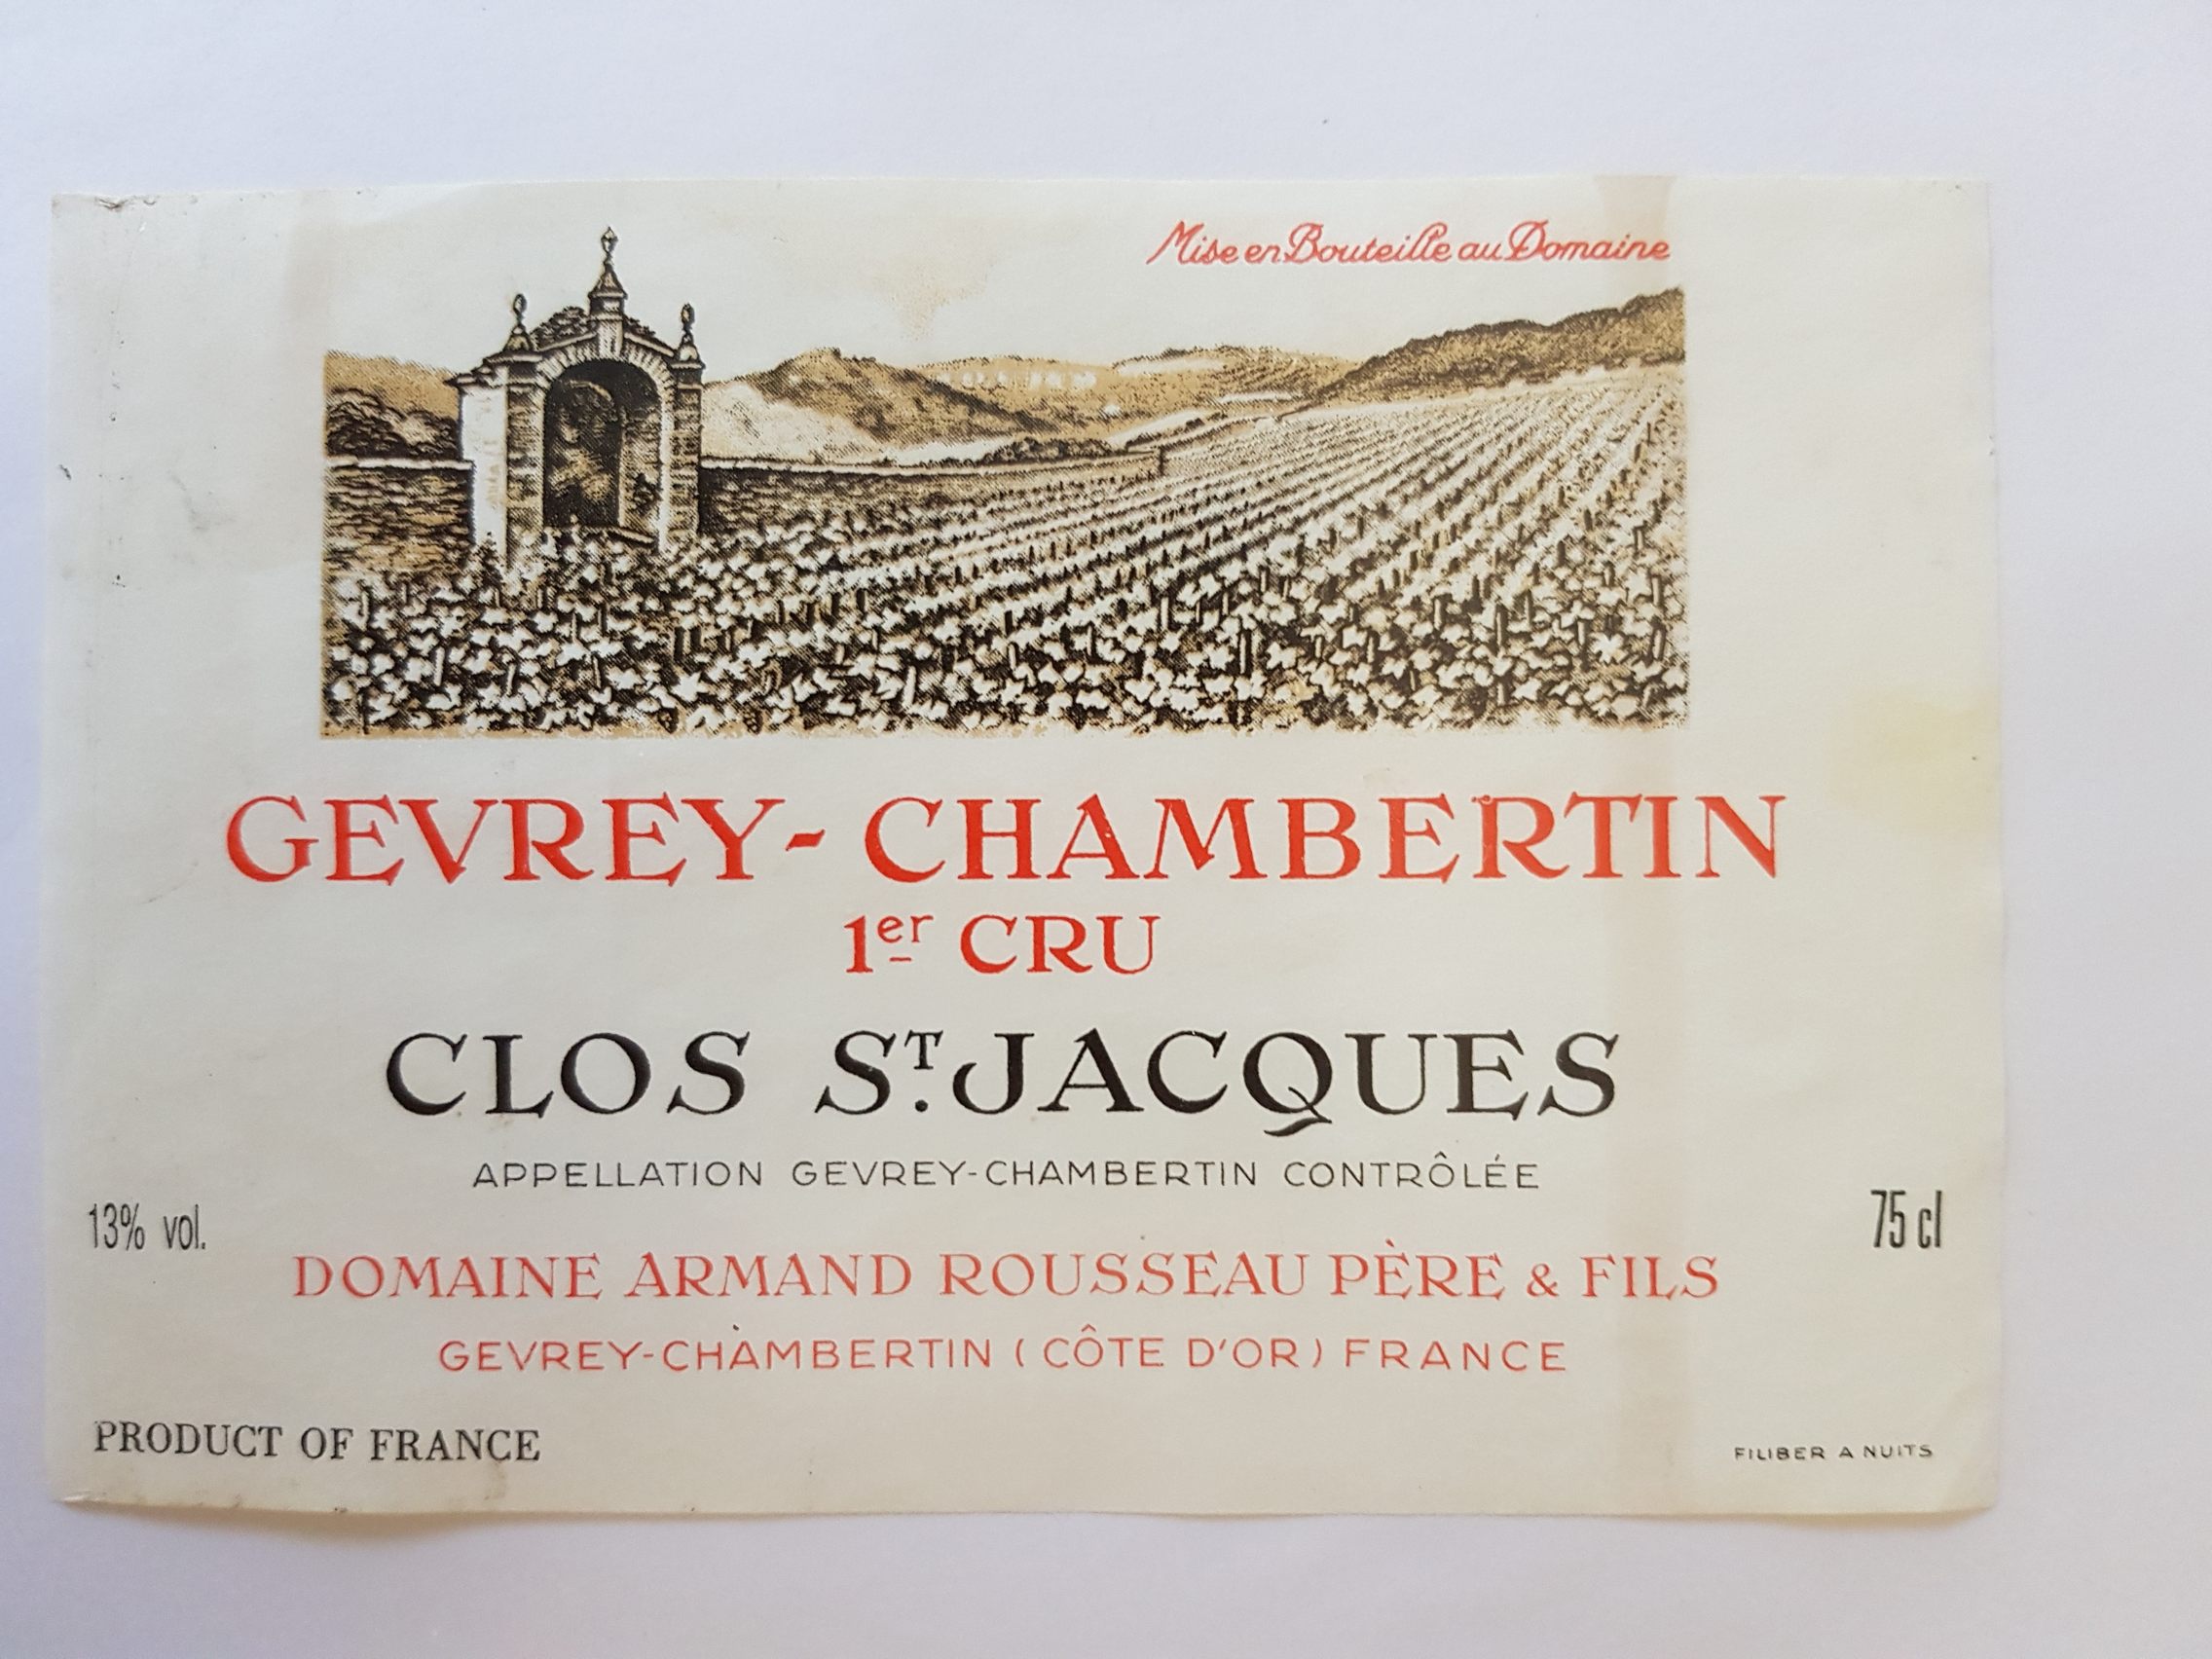 Mise en Bouteille au Domaine
GEVREY-CHAMBERTIN
1er CRU
CLOS ST. JACQUES
APPELLATION GEVREY-CHAMBERTIN CONTRÔLÉE
13% vol.
75 cl
DOMAINE ARMAND ROUSSEAU PÈRE & FILS
GEVREY-CHAMBERTIN (CÔTE D'OR) FRANCE
PRODUCT OF FRANCE
FILIBER A NUITS